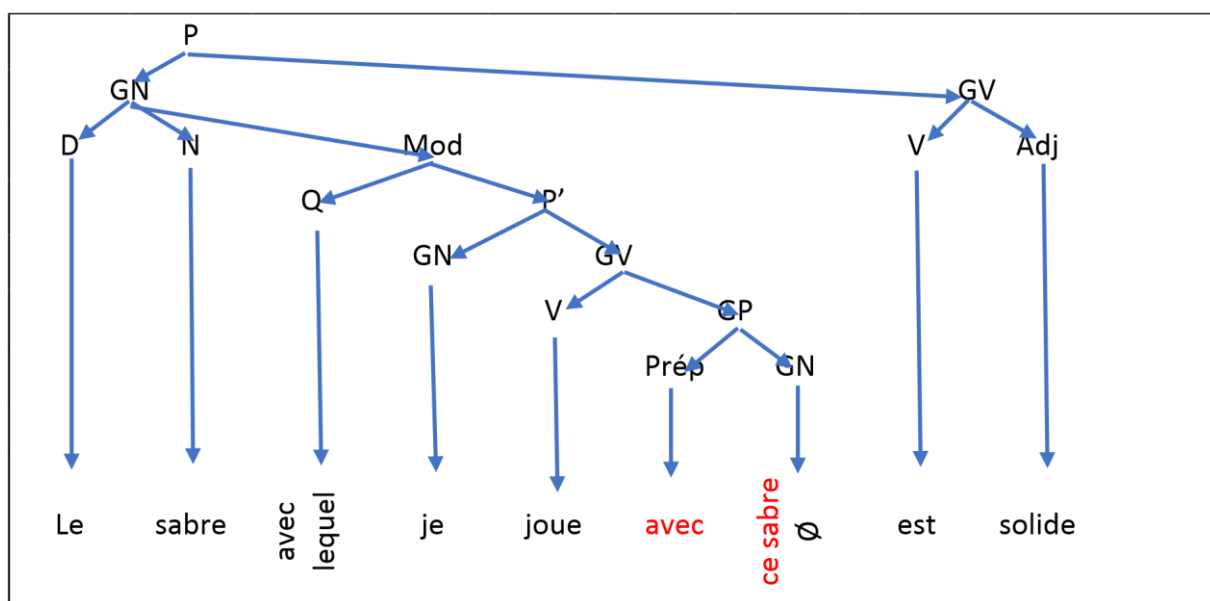 P
GN GV
D N Mod V Adj
Q P’
GN GV
V GP
Prép GN
Le sabre avec lequel je joue avec ce sabre Ø est solide